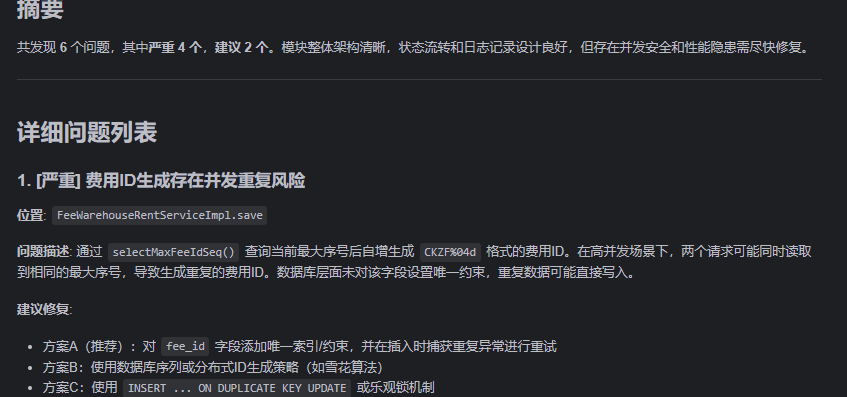 摘要
共发现 6 个问题，其中严重 4 个，建议 2 个。模块整体架构清晰，状态流转和日志记录设计良好，但存在并发安全和性能隐患需尽快修复。
详细问题列表
1. [严重] 费用ID生成存在并发重复风险
位置: FeeWarehouseRentServiceImpl.save
问题描述: 通过 selectMaxFeeIdSeq() 查询当前最大序号后自增生成 CKZF%04d 格式的费用ID。在高并发场景下，两个请求可能同时读取
到相同的最大序号，导致生成重复的费用ID。数据库层面未对该字段设置唯一约束，重复数据可能直接写入。
建议修复:
• 方案A（推荐）：对 fee_id 字段添加唯一索引/约束，并在插入时捕获重复异常进行重试
• 方案B：使用数据库序列或分布式ID生成策略（如雪花算法）
• 方案C：使用 INSERT ... ON DUPLICATE KEY UPDATE 或乐观锁机制